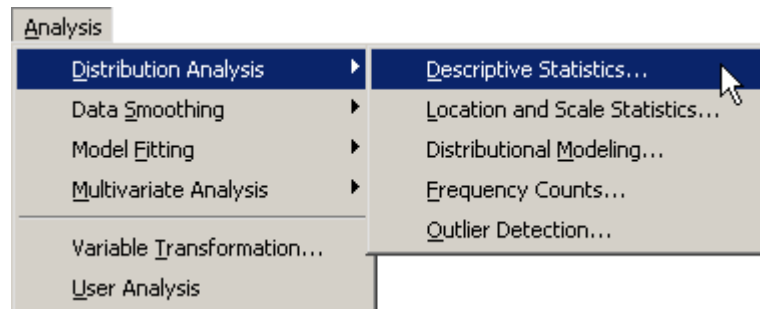 Analysis
Distribution Analysis
Data Smoothing
Model Fitting
Multivariate Analysis
Variable Transformation...
User Analysis
Descriptive Statistics...
Location and Scale Statistics...
Distributional Modeling...
Frequency Counts...
Outlier Detection...